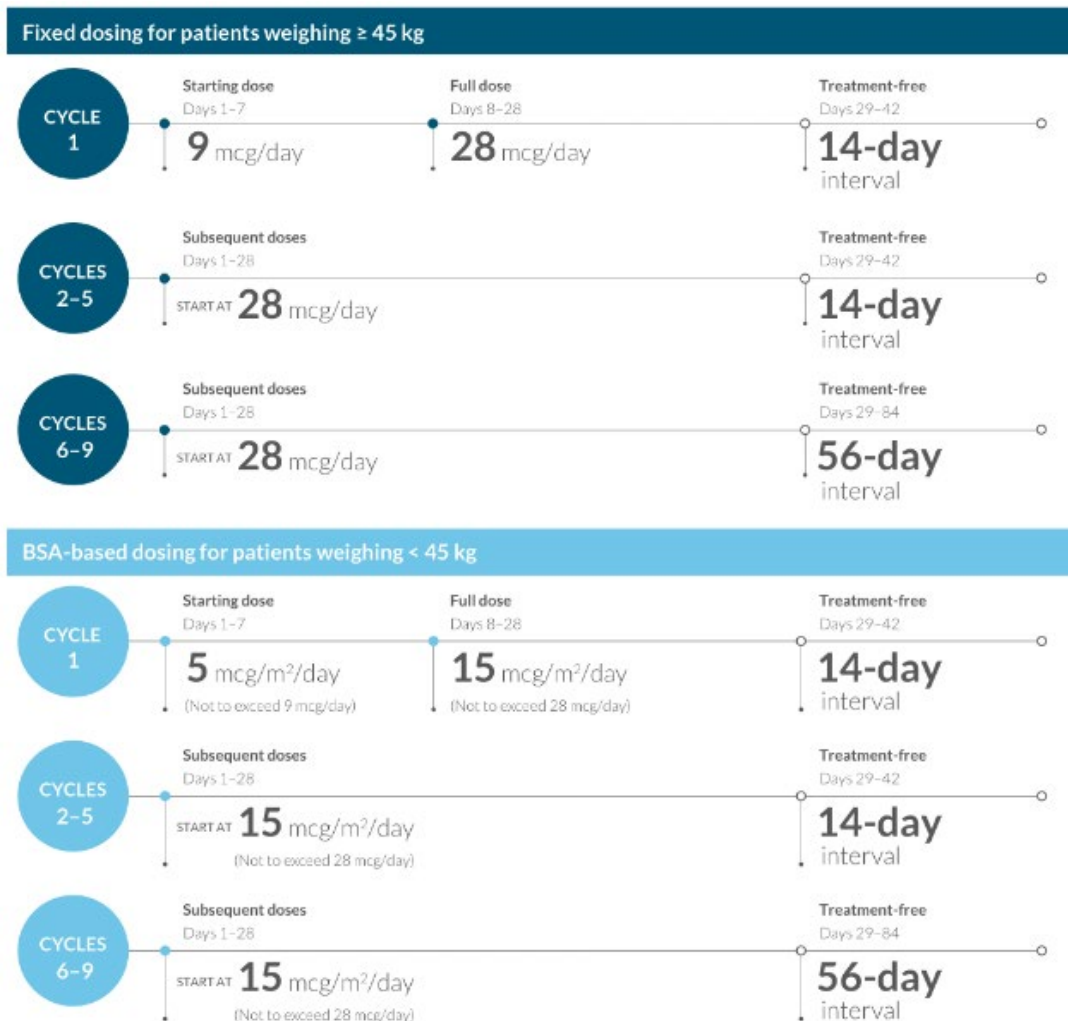 Fixed dosing for patients weighing ≥ 45 kg
CYCLE
1
Starting dose
Days 1–7
9 mcg/day
Full dose
Days 8–28
28 mcg/day
Treatment-free
Days 29–42
14-day
interval
CYCLES
2–5
Subsequent doses
Days 1–28
START AT 28 mcg/day
Treatment-free
Days 29–42
14-day
interval
CYCLES
6–9
Subsequent doses
Days 1–28
START AT 28 mcg/day
Treatment-free
Days 29–84
56-day
interval
BSA-based dosing for patients weighing < 45 kg
CYCLE
1
Starting dose
Days 1–7
5 mcg/m²/day
(Not to exceed 9 mcg/day)
Full dose
Days 8–28
15 mcg/m²/day
(Not to exceed 28 mcg/day)
Treatment-free
Days 29–42
14-day
interval
CYCLES
2–5
Subsequent doses
Days 1–28
START AT 15 mcg/m²/day
(Not to exceed 28 mcg/day)
Treatment-free
Days 29–42
14-day
interval
CYCLES
6–9
Subsequent doses
Days 1–28
START AT 15 mcg/m²/day
(Not to exceed 28 mcg/day)
Treatment-free
Days 29–84
56-day
interval